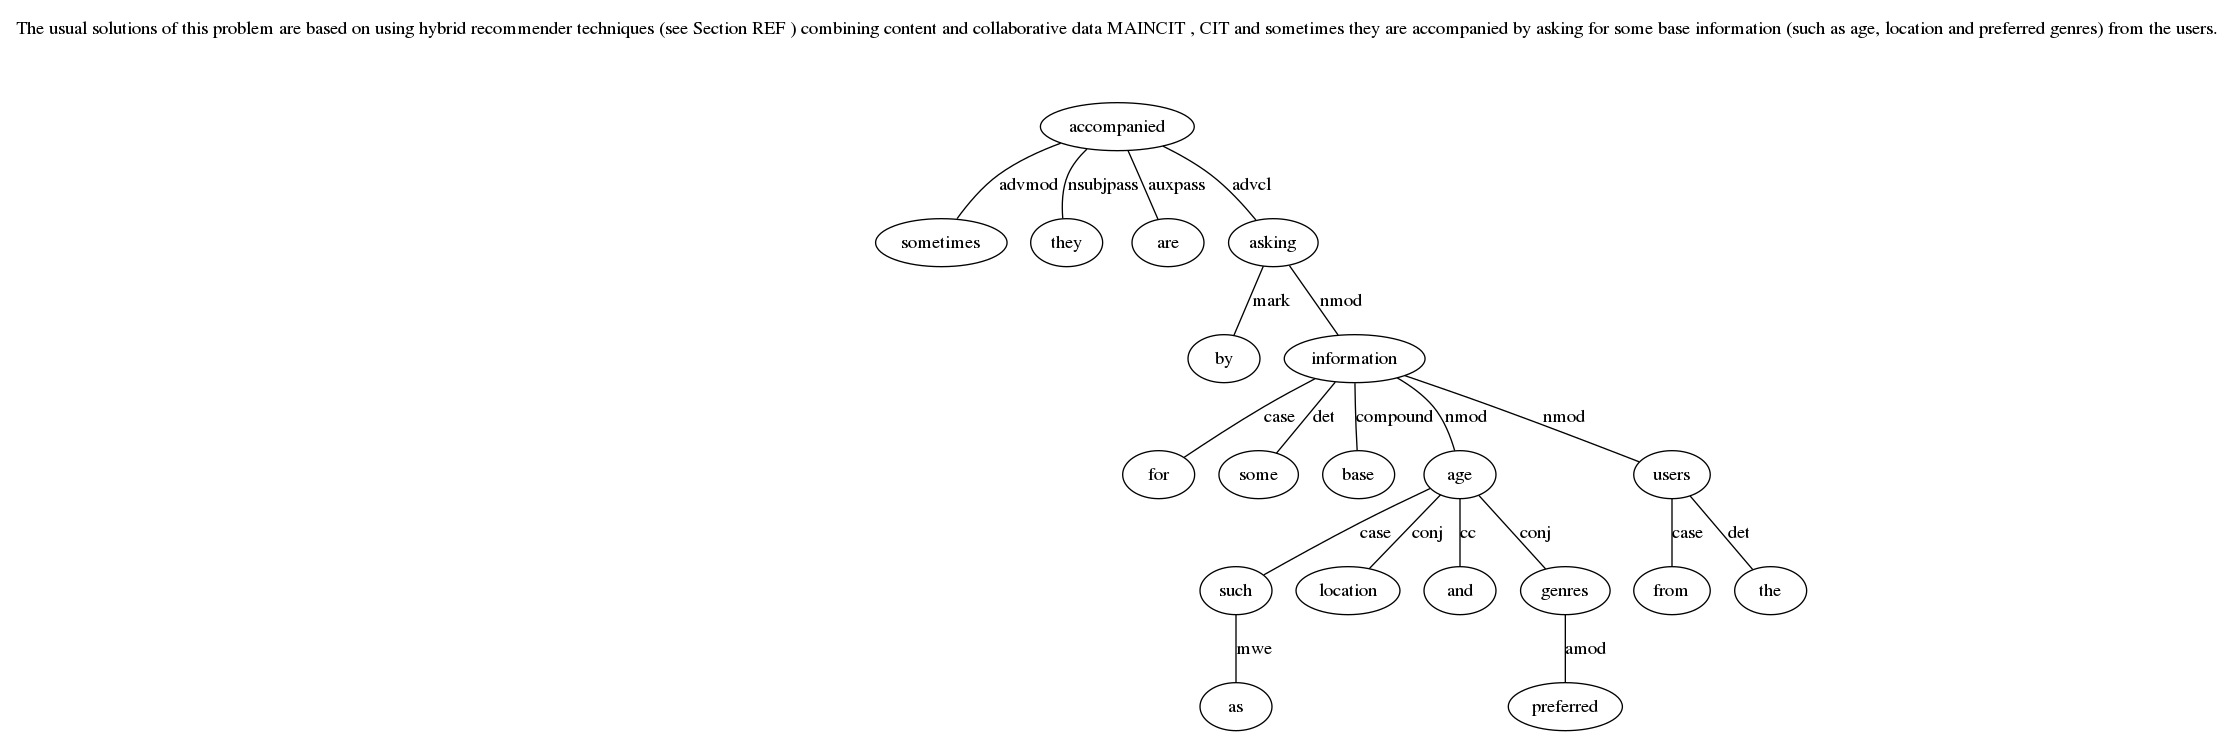 The usual solutions of this problem are based on using hybrid recommender techniques (see Section REF ) combining content and collaborative data MAINCIT , CIT and sometimes they are accompanied by asking for some base information (such as age, location and preferred genres) from the users.
accompanied
advmod nsubjpass auxpass advcl
sometimes they are asking
mark nmod
by information
case det compound nmod nmod
for some base age users
case conj cc conj case det
such location and genres from the
mwe amod
as preferred